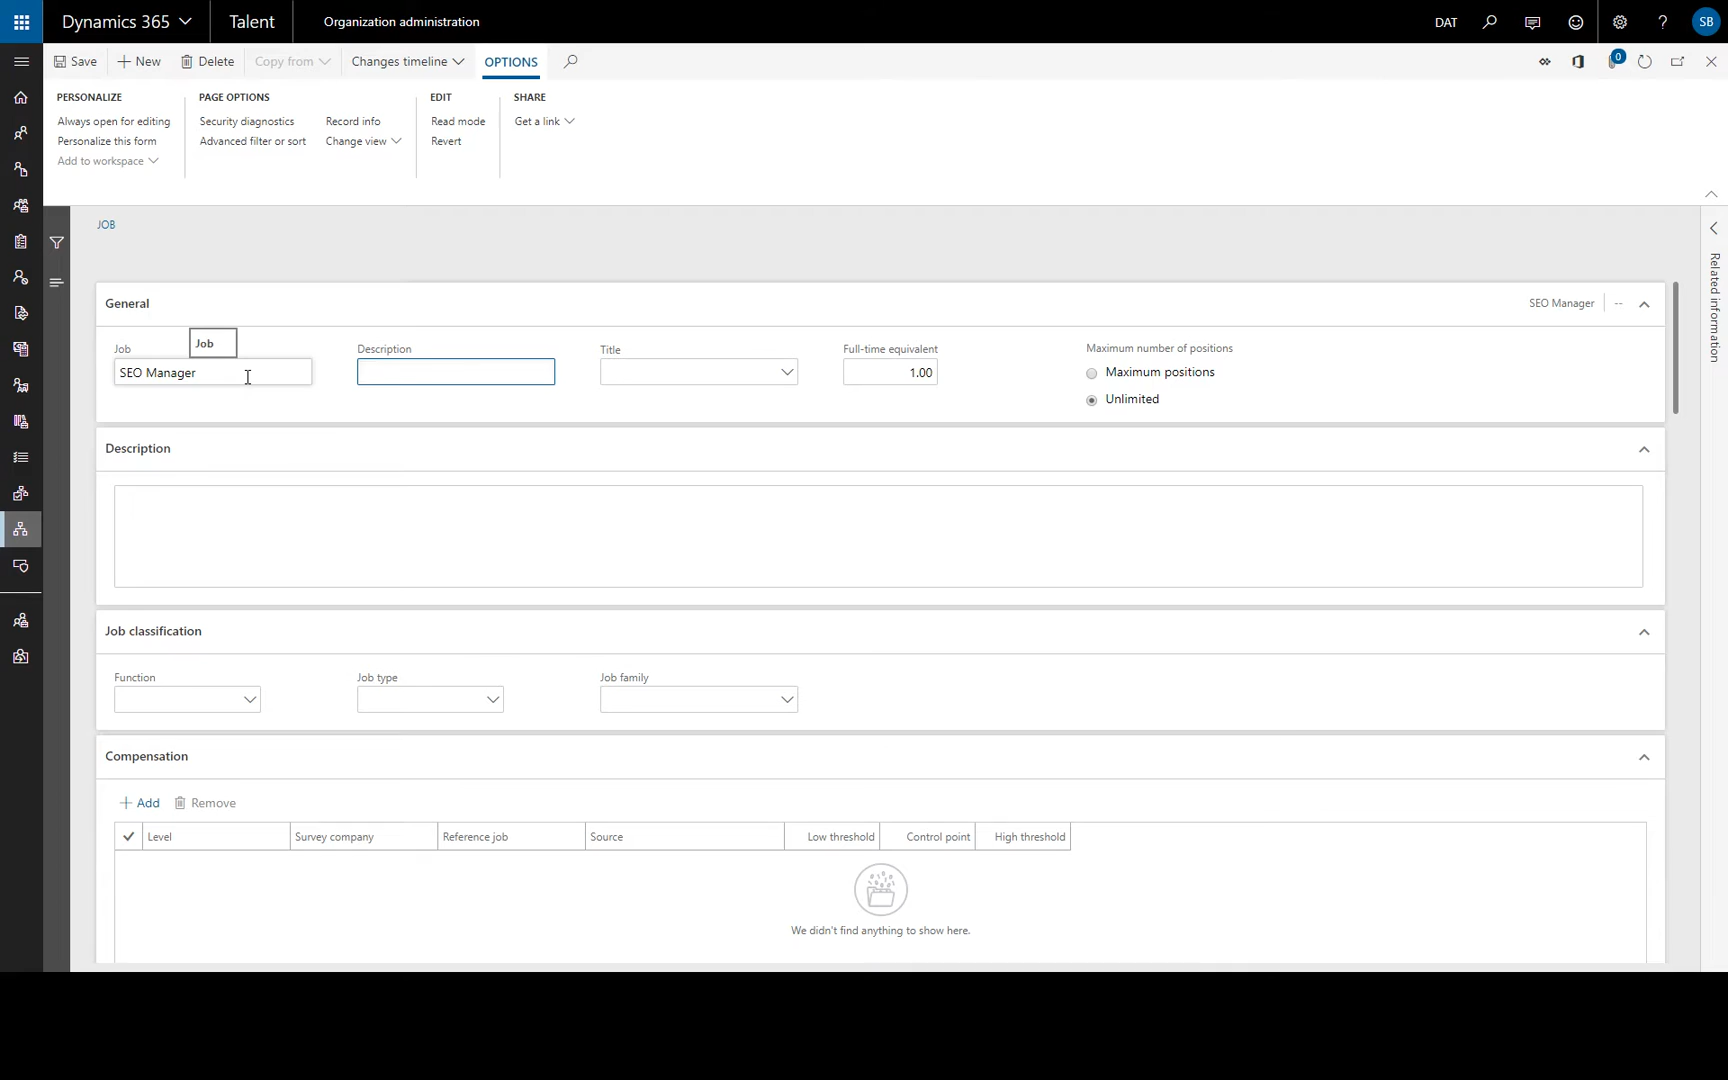 Dynamics 365 Talent Organization administration DAT ? SB
Save New Delete Copy from Changes timeline OPTIONS 0
PERSONALIZE PAGE OPTIONS EDIT SHARE
Always open for editing Security diagnostics Record info Read mode Get a link
Personalize this form Advanced filter or sort Change view Revert
Add to workspace
JOB
Related information
General SEO Manager --
Job
Job Description Title Full-time equivalent Maximum number of positions
SEO Manager 1.00 Maximum positions
Unlimited
Description
Job classification
Function Job type Job family
Compensation
Add Remove
Level Survey company Reference job Source Low threshold Control point High threshold
We didn't find anything to show here.